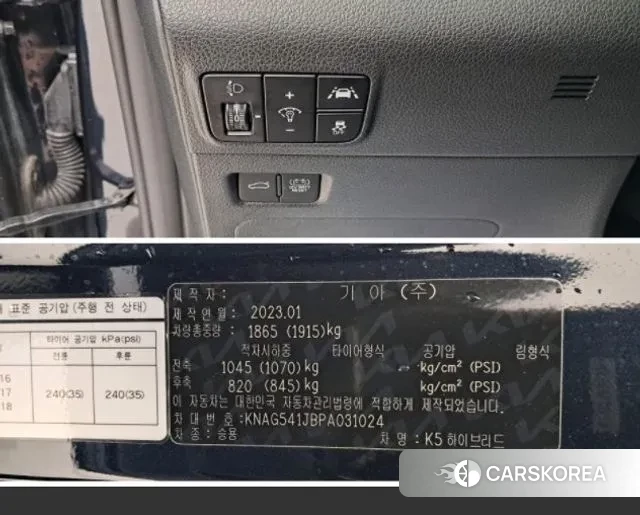 0
표준 공기압 (주행 전 상태)
타이어 공기압 kPa(psi)
전륜 후륜
16
17 240(35) 240(35)
18
제작자: 기아(주)
제작연월: 2023.01
차량총중량: 1865 (1915)kg
적차시하중 타이어형식 공기압 림형식
전축 1045 (1070)kg kg/cm² (PSI)
후축 820 (845)kg kg/cm² (PSI)
이 자동차는 대한민국 자동차관리법령에 적합하게 제작되었습니다.
차대번호:KNAG541JBPA031024
차종: 승용 차명: K5 하이브리드
CARSKOREA